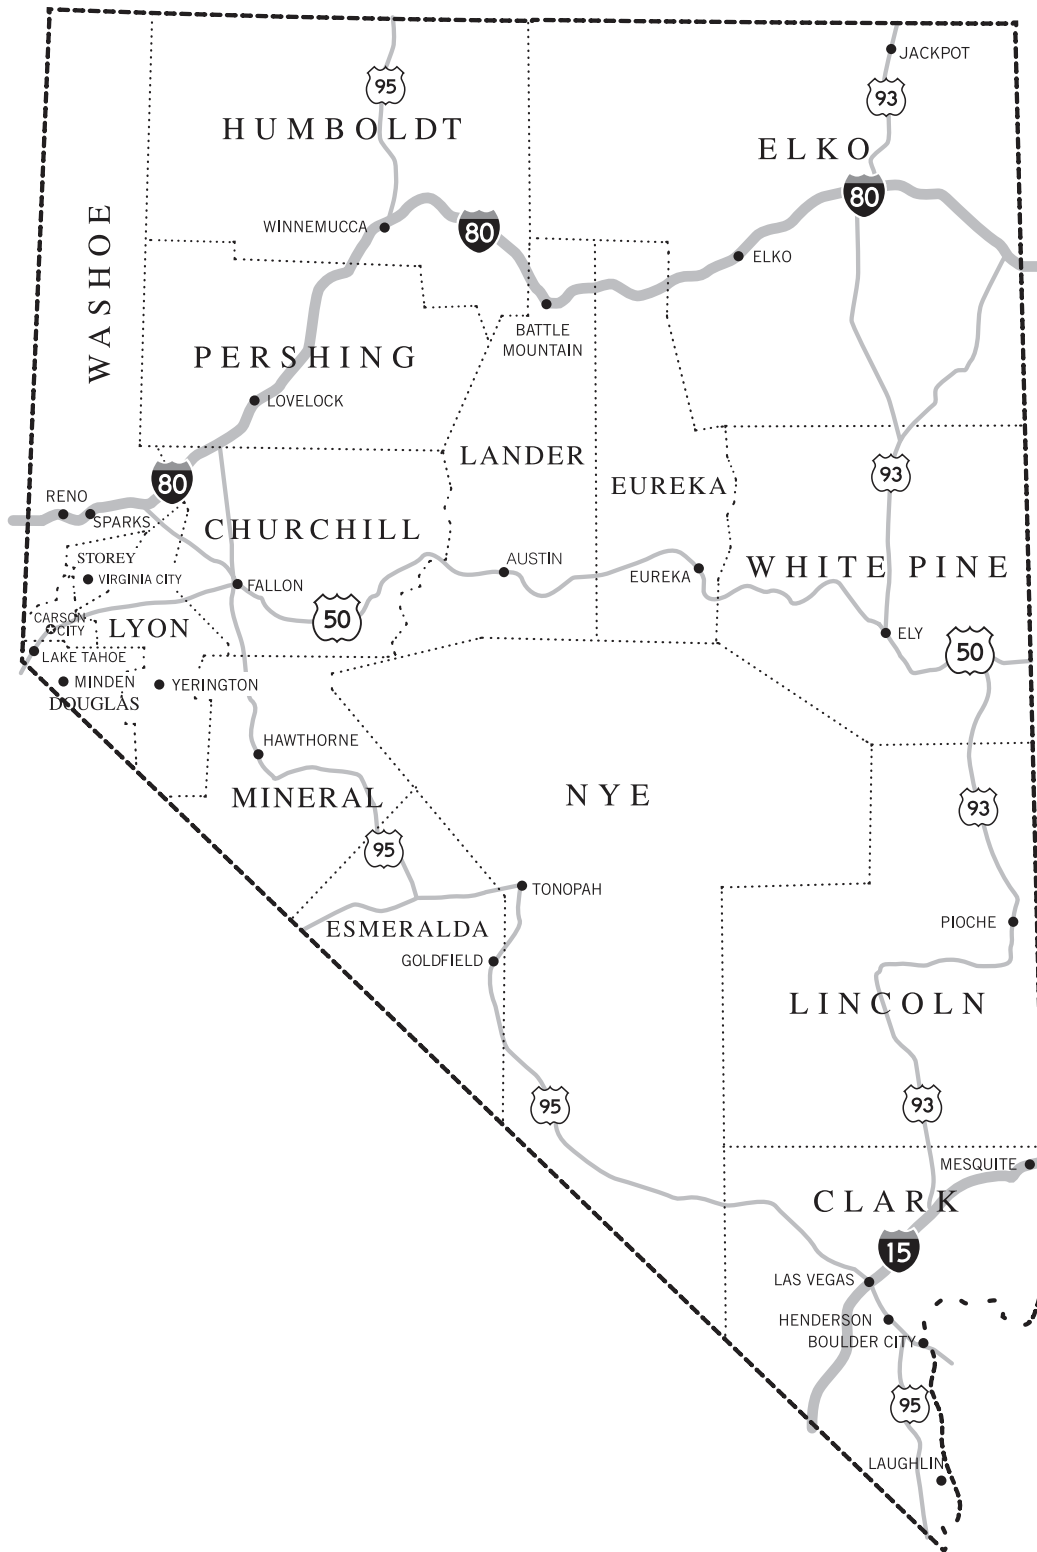 JACKPOT
95
93
HUMBOLDT
ELKO
80
WASHOE
WINNEMUCCA
80
ELKO
BATTLE
MOUNTAIN
PERSHING
LOVELOCK
LANDER
93
80
EUREKA
RENO
SPARKS
CHURCHILL
STOREY
AUSTIN
WHITE PINE
EUREKA
VIRGINIA CITY
FALLON
50
CARSON
CITY
LYON
ELY
50
LAKE TAHOE
MINDEN
YERINGTON
DOUGLAS
HAWTHORNE
MINERAL
NYE
93
95
TONOPAH
PIOCHE
ESMERALDA
GOLDFIELD
LINCOLN
95
93
MESQUITE
CLARK
15
LAS VEGAS
HENDERSON
BOULDER CITY
95
LAUGHLIN